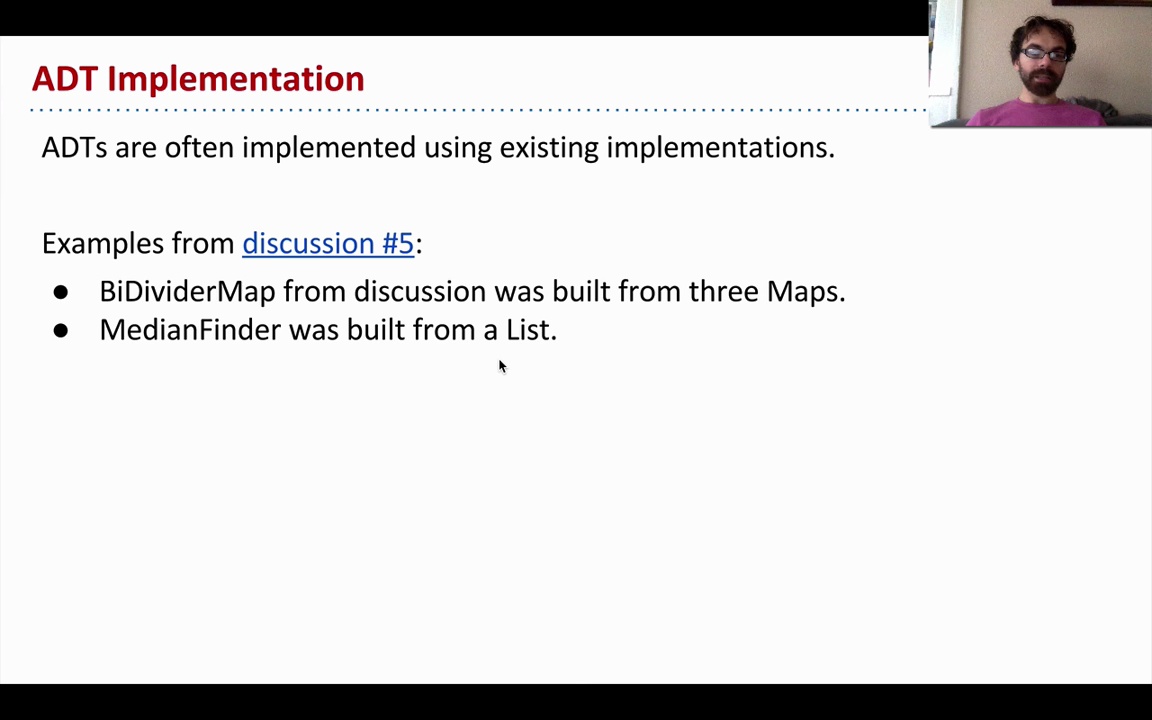 ADT Implementation
ADTs are often implemented using existing implementations.
Examples from discussion #5:
● BiDividerMap from discussion was built from three Maps.
● MedianFinder was built from a List.